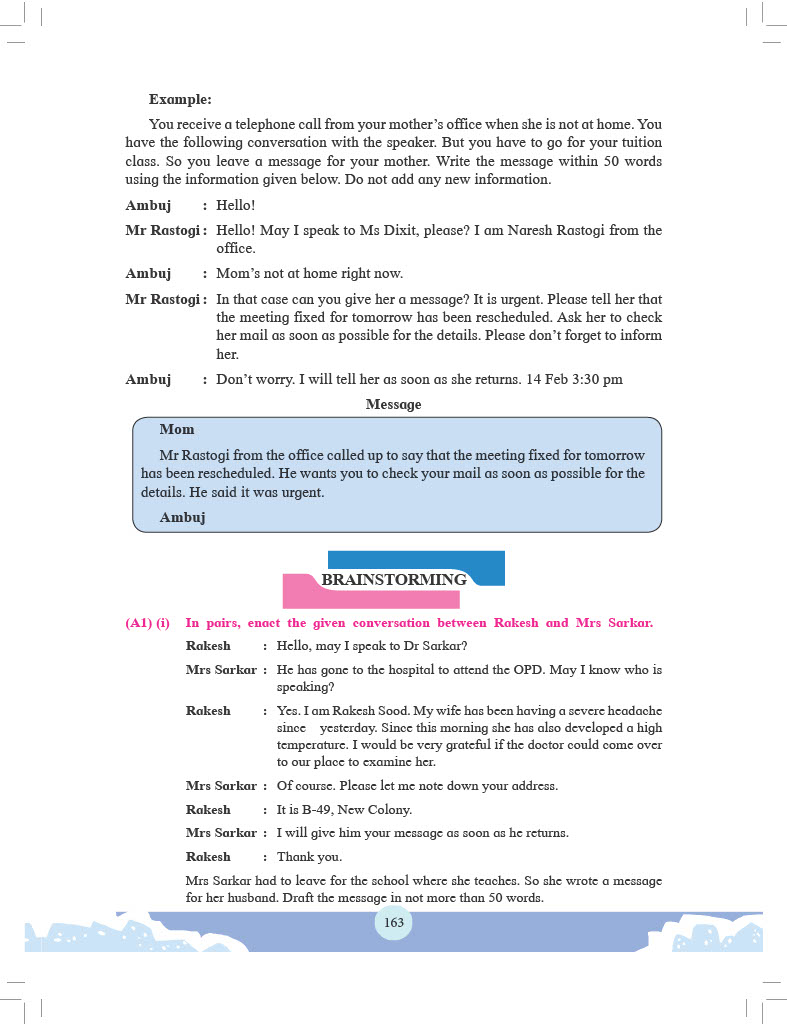 Example:
You receive a telephone call from your mother’s office when she is not at home. You
have the following conversation with the speaker. But you have to go for your tuition
class. So you leave a message for your mother. Write the message within 50 words
using the information given below. Do not add any new information.
Ambuj : Hello!
Mr Rastogi : Hello! May I speak to Ms Dixit, please? I am Naresh Rastogi from the
office.
Ambuj : Mom’s not at home right now.
Mr Rastogi : In that case can you give her a message? It is urgent. Please tell her that
the meeting fixed for tomorrow has been rescheduled. Ask her to check
her mail as soon as possible for the details. Please don’t forget to inform
her.
Ambuj : Don’t worry. I will tell her as soon as she returns. 14 Feb 3:30 pm
Message
Mom
Mr Rastogi from the office called up to say that the meeting fixed for tomorrow
has been rescheduled. He wants you to check your mail as soon as possible for the
details. He said it was urgent.
Ambuj
BRAINSTORMING
(A1) (i) In pairs, enact the given conversation between Rakesh and Mrs Sarkar.
Rakesh : Hello, may I speak to Dr Sarkar?
Mrs Sarkar : He has gone to the hospital to attend the OPD. May I know who is
speaking?
Rakesh : Yes. I am Rakesh Sood. My wife has been having a severe headache
since yesterday. Since this morning she has also developed a high
temperature. I would be very grateful if the doctor could come over
to our place to examine her.
Mrs Sarkar : Of course. Please let me note down your address.
Rakesh : It is B-49, New Colony.
Mrs Sarkar : I will give him your message as soon as he returns.
Rakesh : Thank you.
Mrs Sarkar had to leave for the school where she teaches. So she wrote a message
for her husband. Draft the message in not more than 50 words.
163